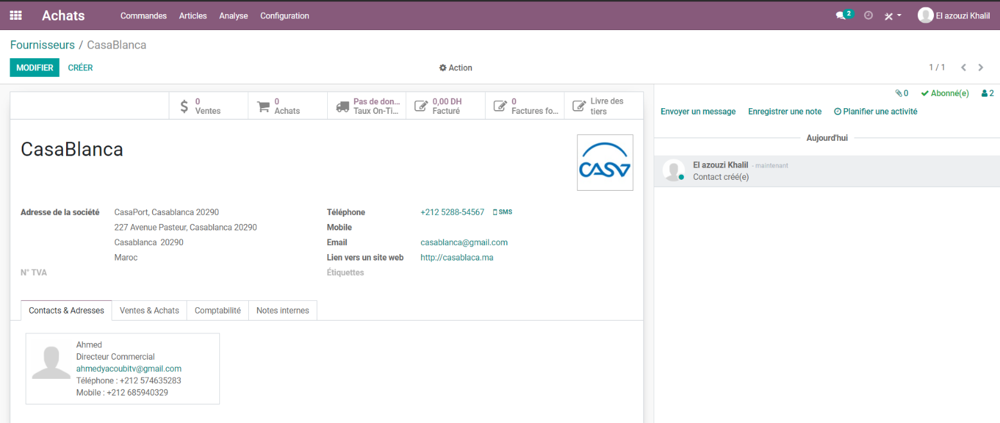 Achats Commandes Articles Analyse Configuration 2 El azouzi Khalil
Fournisseurs / CasaBlanca
MODIFIER CRÉER Action 1 / 1
0 Ventes
0 Achats
Pas de don... Taux On-Ti...
0,00 DH Facturé
0 Factures fo...
Livre des tiers
0 Abonné(e) 2
Envoyer un message Enregistrer une note Planifier une activité
Aujourd'hui
El azouzi Khalil - maintenant
Contact créé(e)
CasaBlanca
CASA
Adresse de la société CasaPort, Casablanca 20290
227 Avenue Pasteur, Casablanca 20290
Casablanca 20290
Maroc
N° TVA
Téléphone +212 5288-54567 SMS
Mobile
Email casablanca@gmail.com
Lien vers un site web http://casablaca.ma
Étiquettes
Contacts & Adresses Ventes & Achats Comptabilité Notes internes
Ahmed
Directeur Commercial
ahmedyacoubitv@gmail.com
Téléphone : +212 574635283
Mobile : +212 685940329